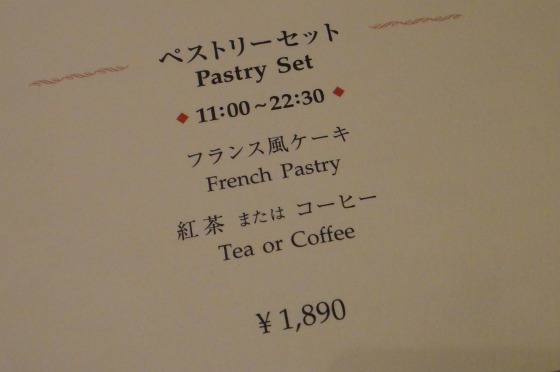 ペストリーセット
Pastry Set
◆ 11:00～22:30 ◆
フランス風ケーキ
French Pastry
紅茶 または コーヒー
Tea or Coffee
¥1,890